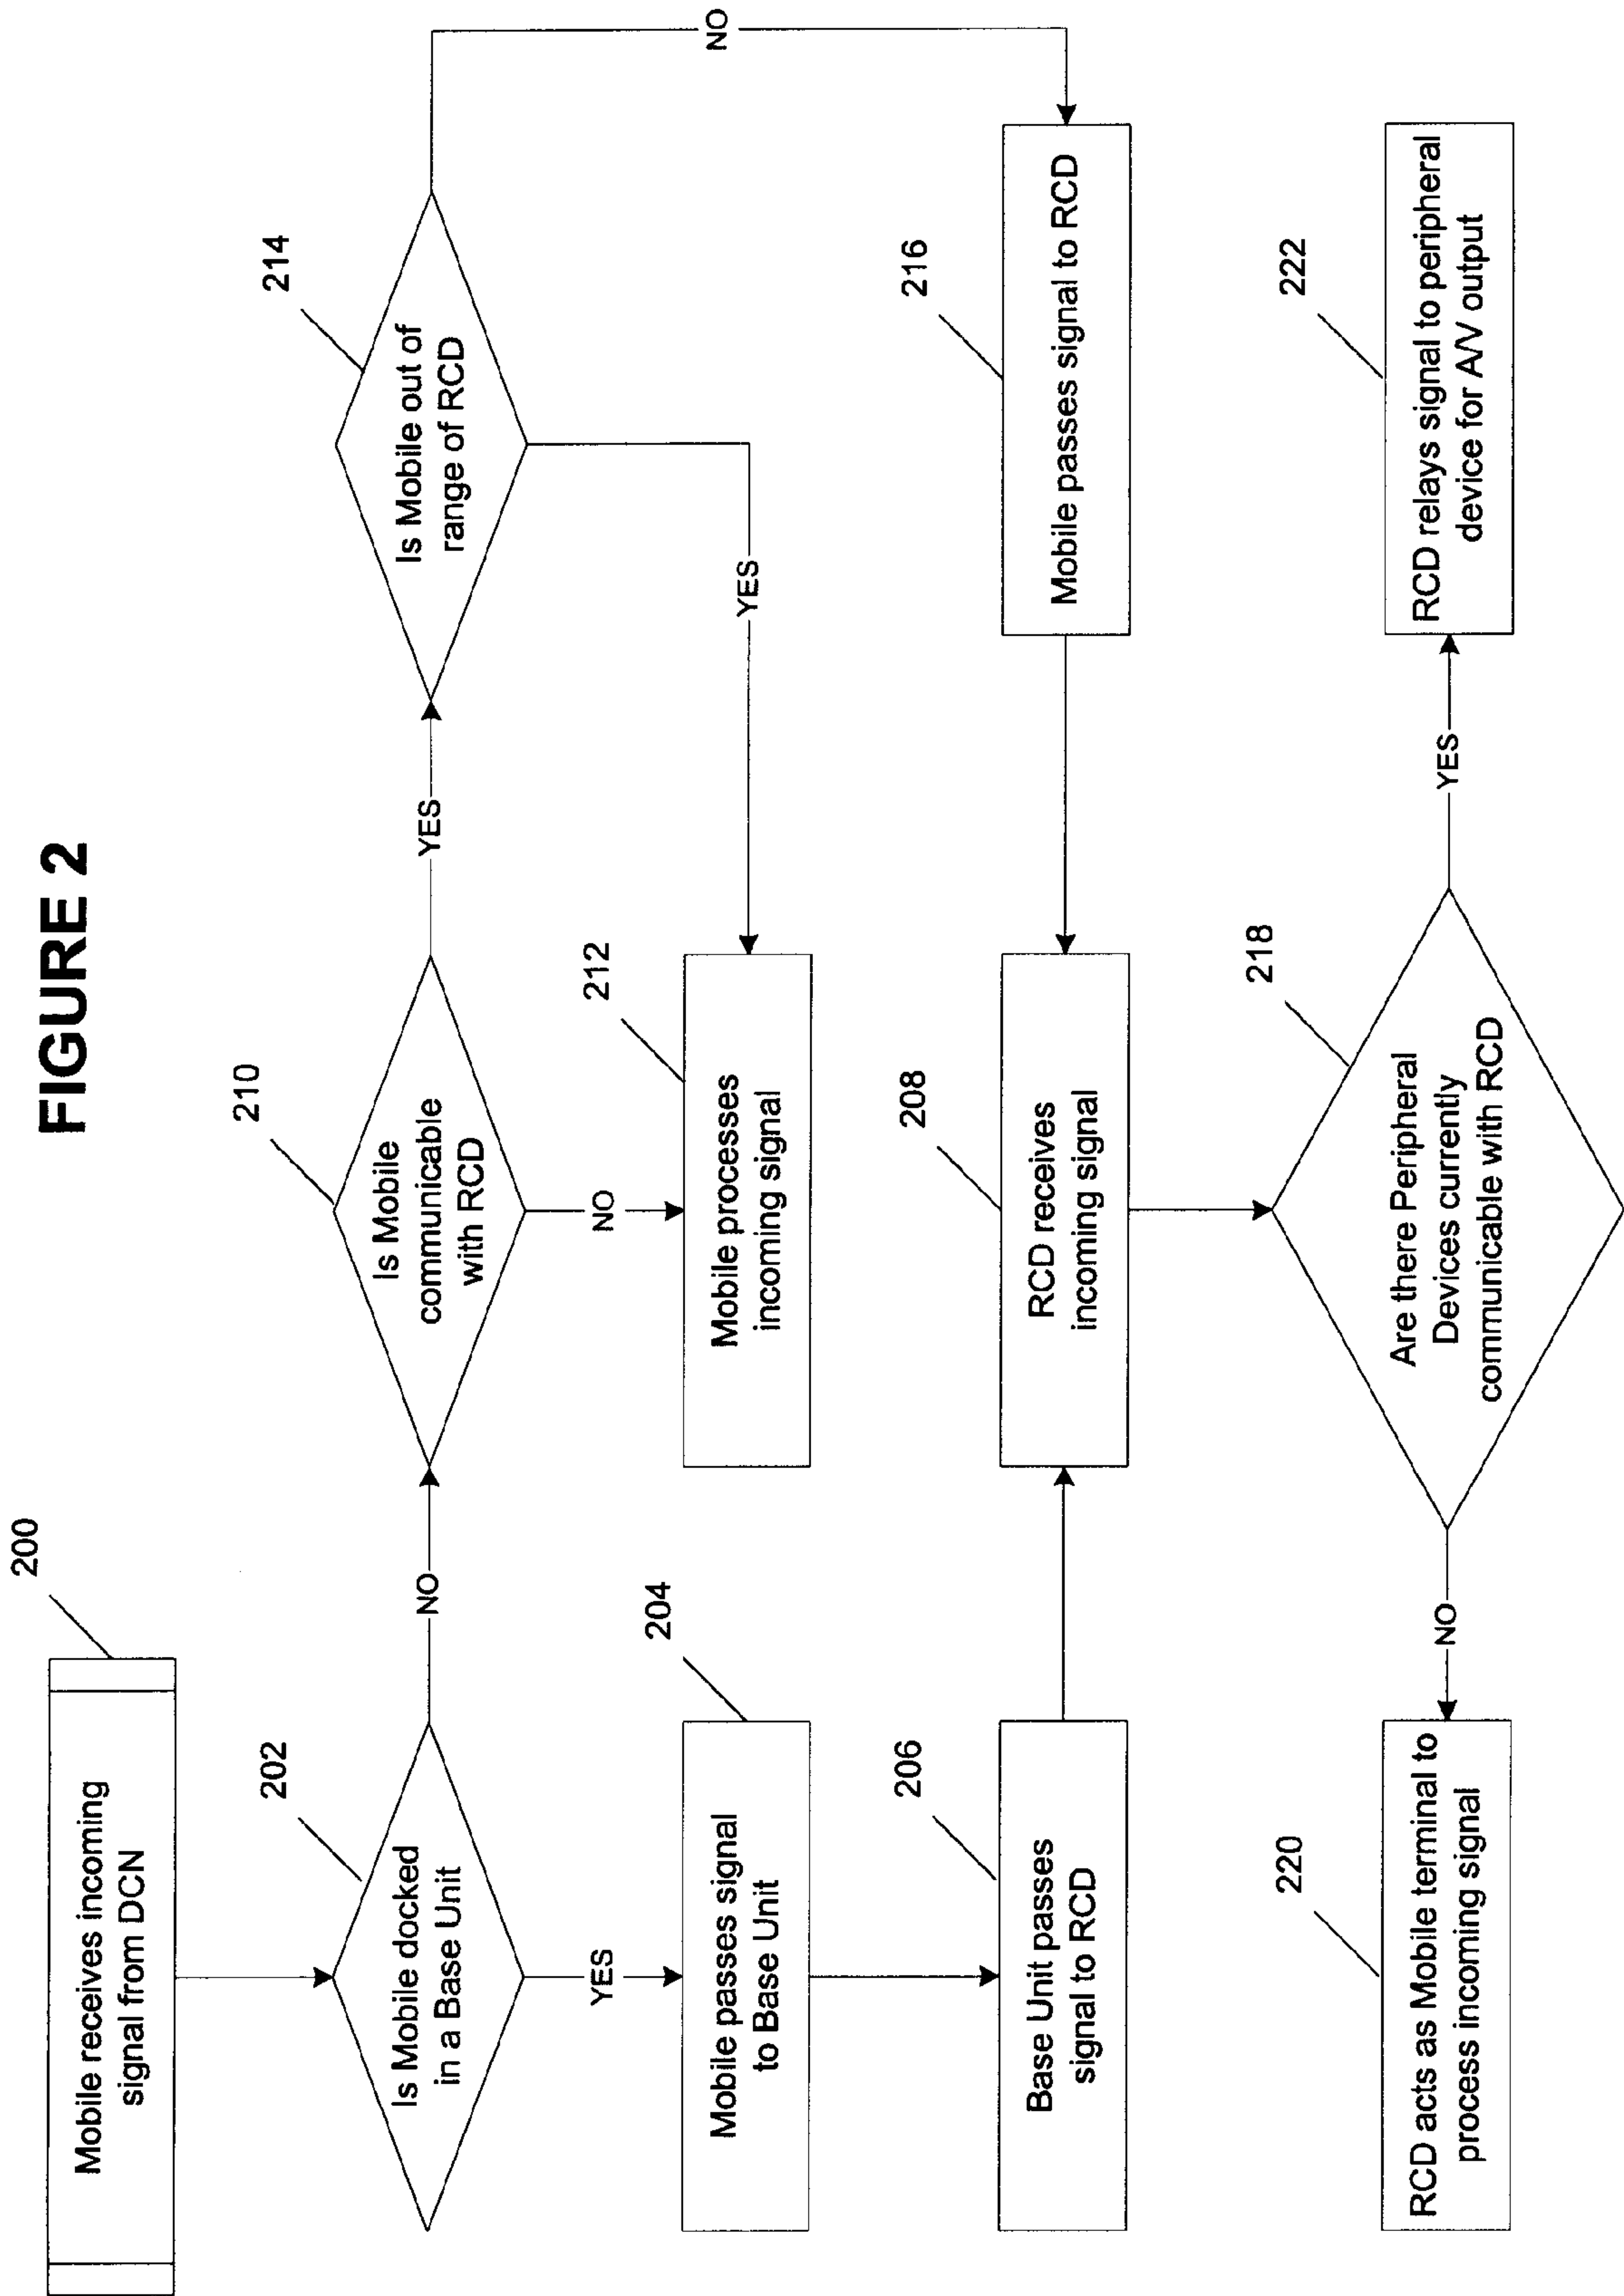 FIGURE 2
200
Mobile receives incoming
signal from DCN
202
Is Mobile docked
in a Base Unit
NO
YES
204
Mobile passes signal
to Base Unit
206
Base Unit passes
signal to RCD
210
Is Mobile
communicable
with RCD
YES
NO
212
Mobile processes
incoming signal
214
Is Mobile out of
range of RCD
YES
NO
216
Mobile passes signal to RCD
208
RCD receives
incoming signal
218
Are there Peripheral
Devices currently
communicable with RCD
NO
YES
220
RCD acts as Mobile terminal to
process incoming signal
222
RCD relays signal to peripheral
device for A/V output